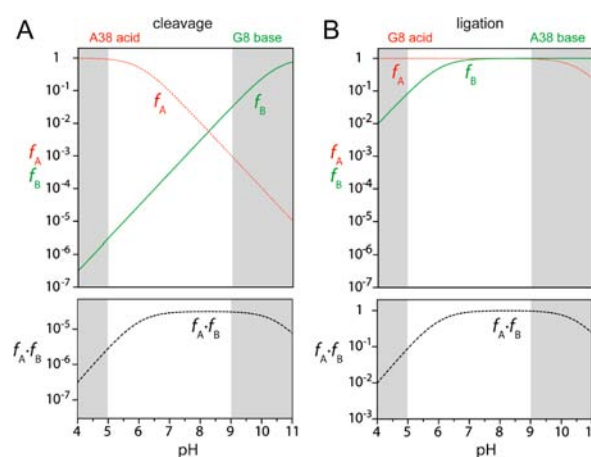 A
cleavage
A38 acid
G8 base
1
10-1
10-2
10-3
10-4
10-5
10-6
10-7
fA
fB
fA
fB
10-5
10-6
10-7
fA·fB
fA·fB
4 5 6 7 8 9 10 11
pH
B
ligation
G8 acid
A38 base
1
10-1
10-2
10-3
10-4
10-5
10-6
10-7
fA
fB
fA
fB
1
10-1
10-2
10-3
fA·fB
fA·fB
4 5 6 7 8 9 10 11
pH